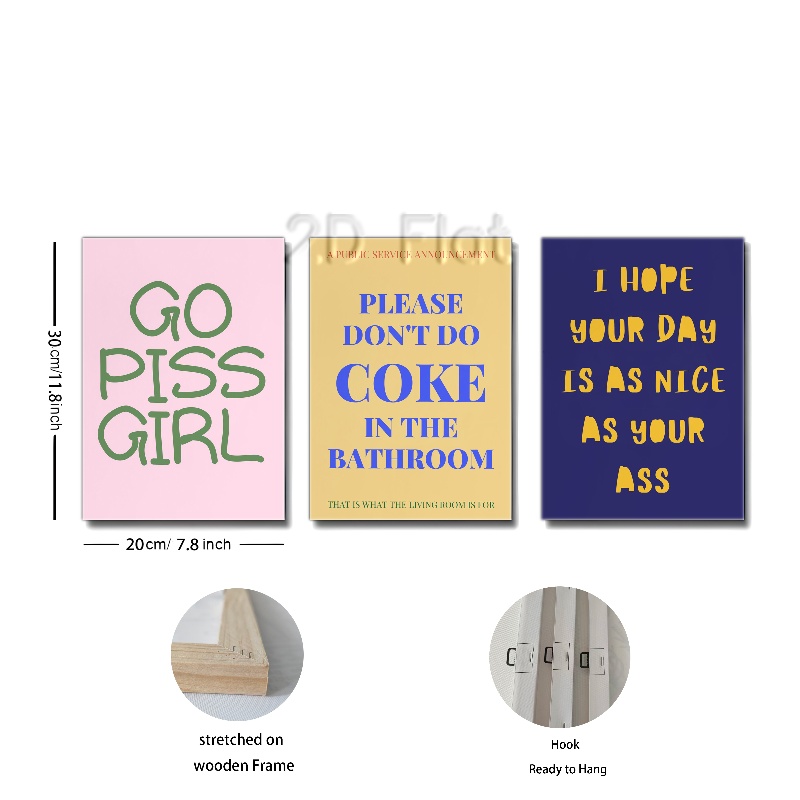 2D Flat
GO
PISS
GIRL
A PUBLIC SERVICE ANNOUNCEMENT
PLEASE
DON'T DO
COKE
IN THE
BATHROOM
THAT IS WHAT THE LIVING ROOM IS FOR
I HOPE
YOUR DAY
IS AS NICE
AS YOUR
ASS
30cm/11.8inch
20cm/ 7.8 inch
stretched on
wooden Frame
Hook
Ready to Hang